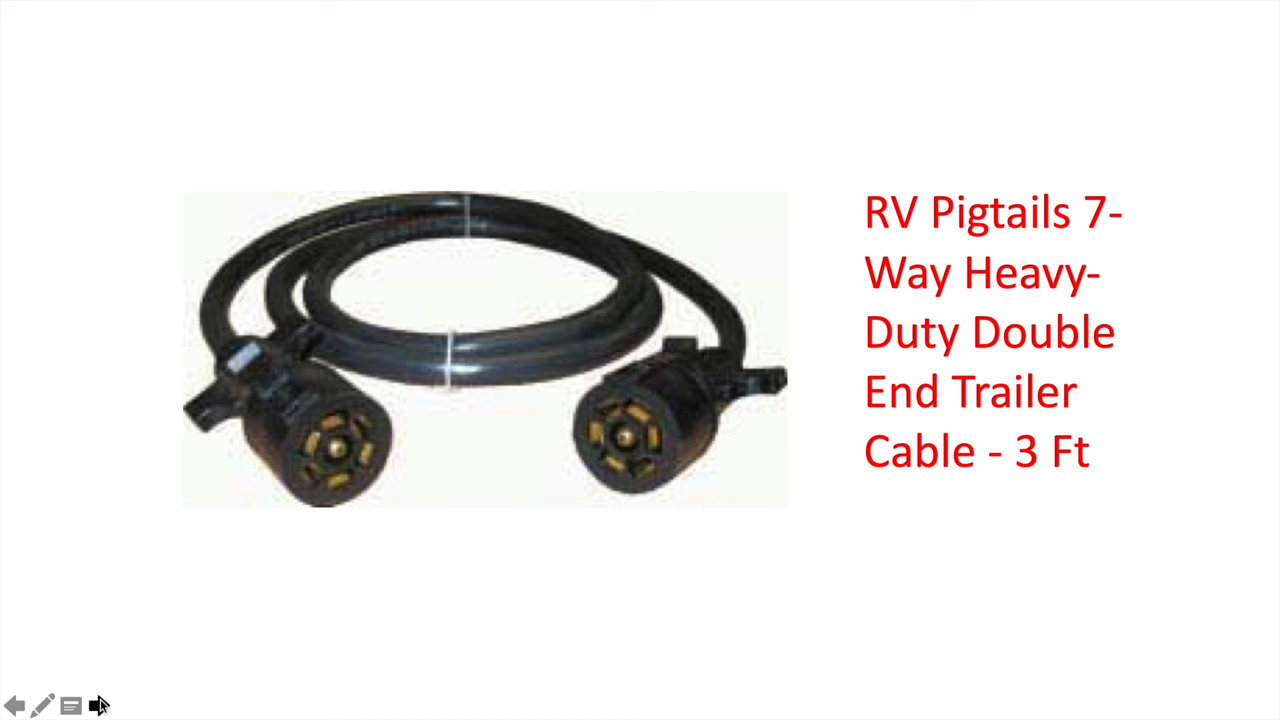 RV Pigtails 7-
Way Heavy-
Duty Double
End Trailer
Cable - 3 Ft